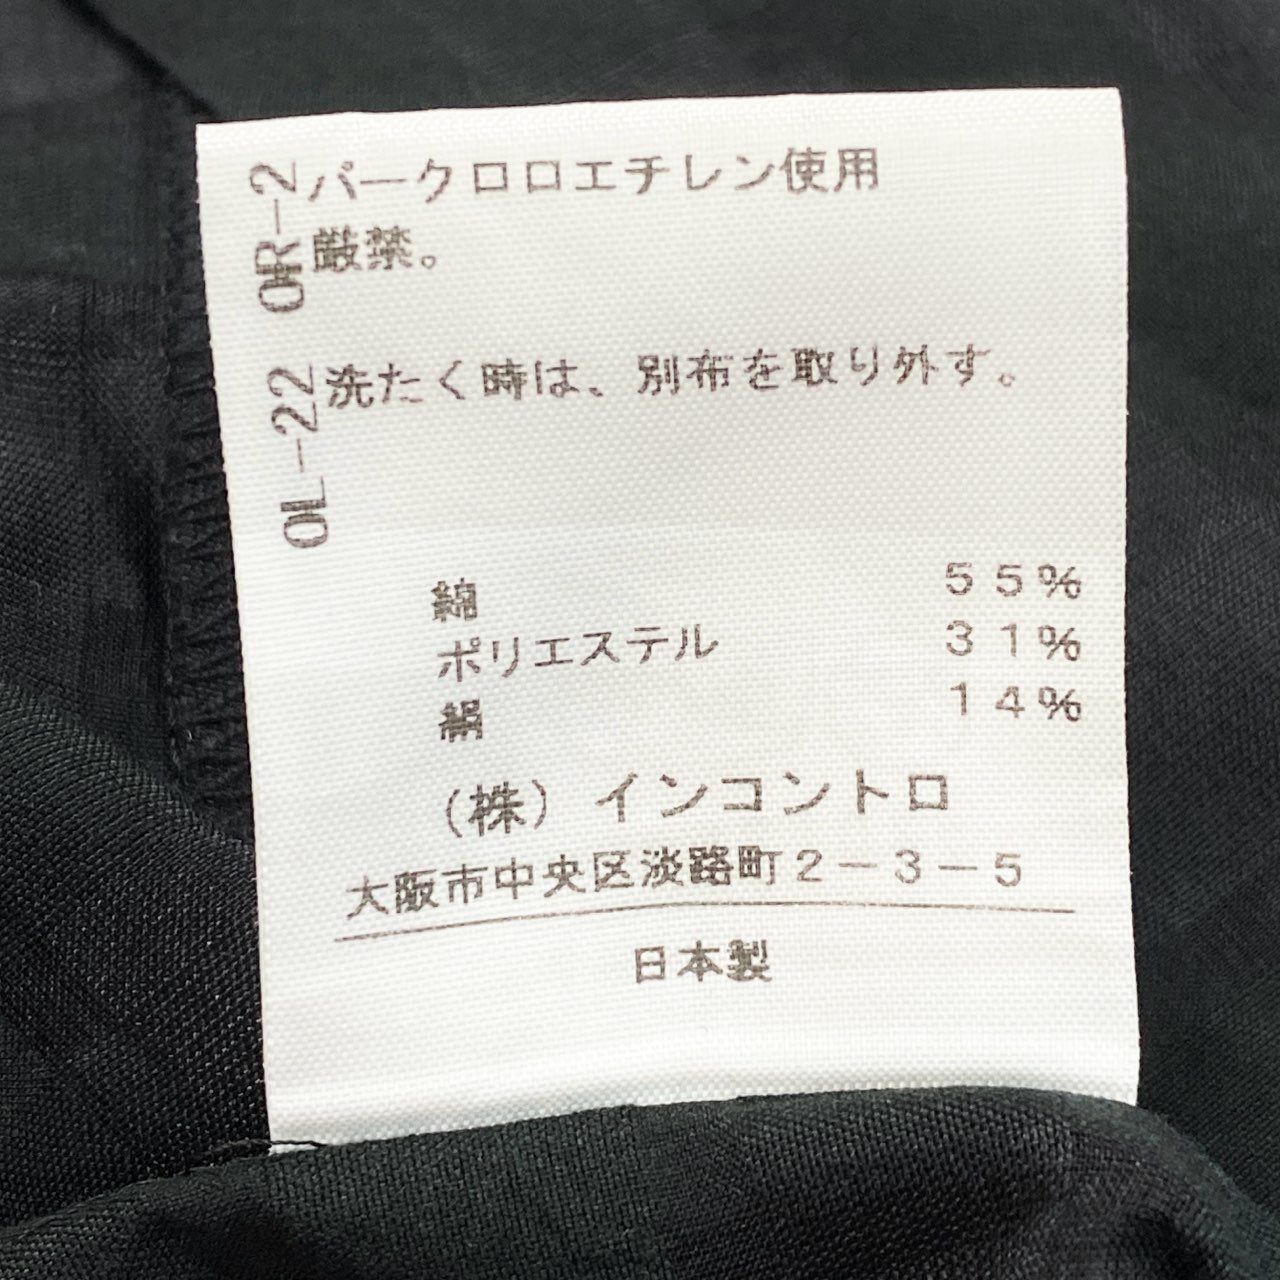 パークロロエチレン使用
厳禁。
洗たく時は、別布を取り外す。
OR-2
OL-22
綿 55%
ポリエステル 31%
絹 14%
(株)インコントロ
大阪市中央区淡路町2-3-5
日本製